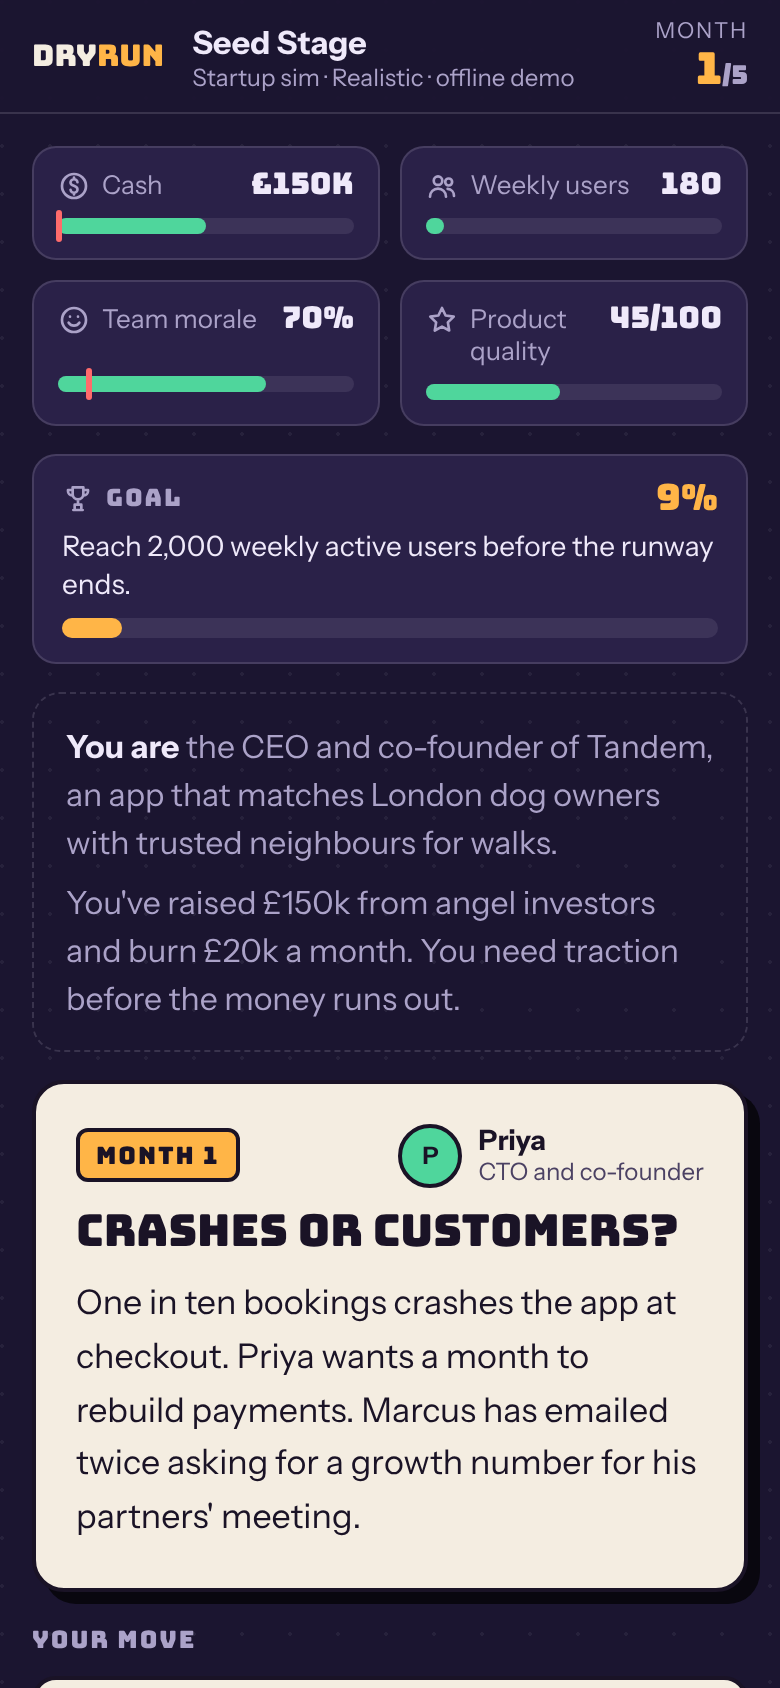 DRYRUN
Seed Stage
Startup sim · Realistic · offline demo
MONTH
1/5
Cash £150K
Weekly users 180
Team morale 70%
Product quality 45/100
GOAL 9%
Reach 2,000 weekly active users before the runway
ends.
You are the CEO and co-founder of Tandem,
an app that matches London dog owners
with trusted neighbours for walks.
You've raised £150k from angel investors
and burn £20k a month. You need traction
before the money runs out.
MONTH 1
P
Priya
CTO and co-founder
CRASHES OR CUSTOMERS?
One in ten bookings crashes the app at
checkout. Priya wants a month to
rebuild payments. Marcus has emailed
twice asking for a growth number for his
partners' meeting.
YOUR MOVE